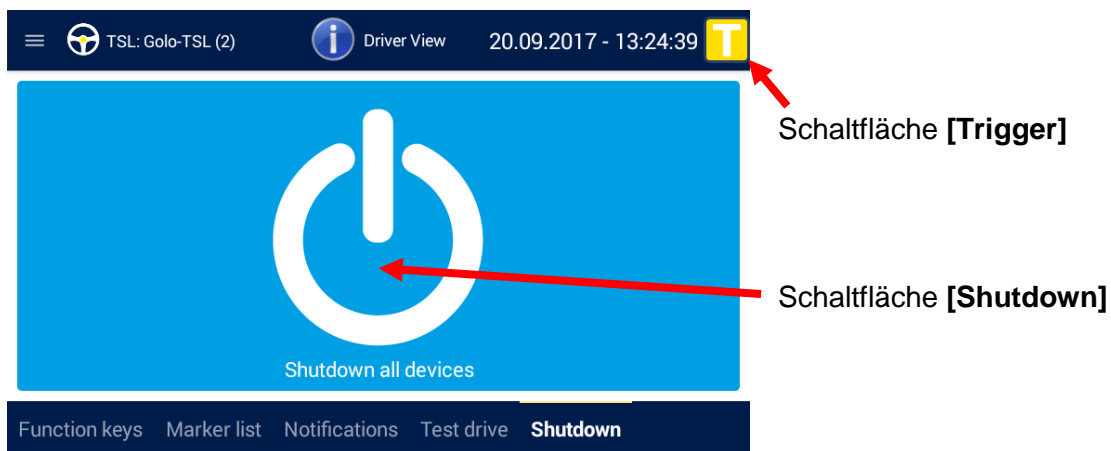 TSL: Golo-TSL (2) Driver View 20.09.2017 - 13:24:39 T
Schaltfläche [Trigger]
Schaltfläche [Shutdown]
Shutdown all devices
Function keys Marker list Notifications Test drive Shutdown